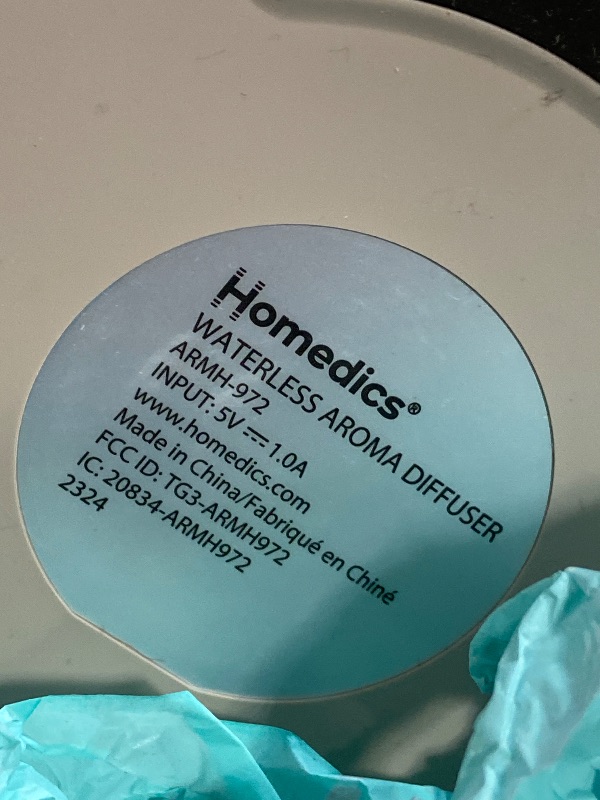 Homedics®
WATERLESS AROMA DIFFUSER
ARMH-972
INPUT: 5V ⎓ 1.0A
www.homedics.com
Made in China/Fabriqué en Chiné
FCC ID: TG3-ARMH972
IC: 20834-ARMH972
2324